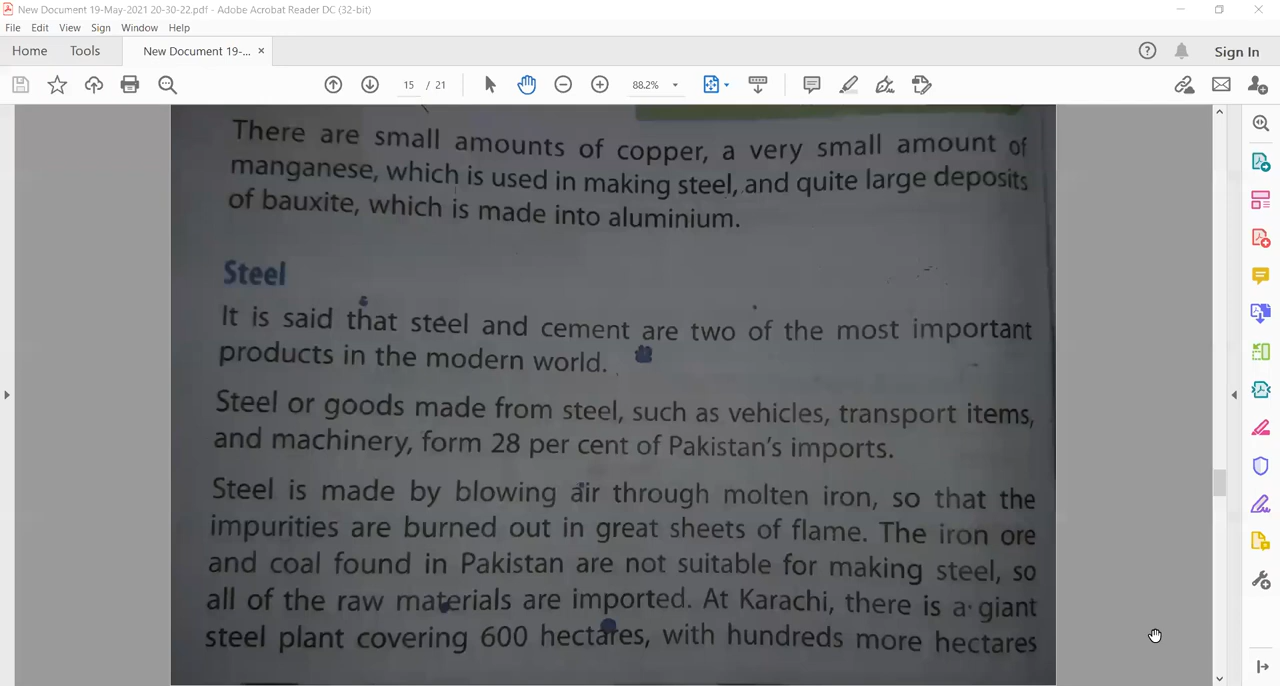 New Document 19-May-2021 20-30-22.pdf - Adobe Acrobat Reader DC (32-bit)
File Edit View Sign Window Help
Home Tools New Document 19-... × Sign In
15 / 21 88.2%
There are small amounts of copper, a very small amount of
manganese, which is used in making steel, and quite large deposits
of bauxite, which is made into aluminium.
Steel
It is said that steel and cement are two of the most important
products in the modern world.
Steel or goods made from steel, such as vehicles, transport items,
and machinery, form 28 per cent of Pakistan's imports.
Steel is made by blowing air through molten iron, so that the
impurities are burned out in great sheets of flame. The iron ore
and coal found in Pakistan are not suitable for making steel, so
all of the raw materials are imported. At Karachi, there is a giant
steel plant covering 600 hectares, with hundreds more hectares